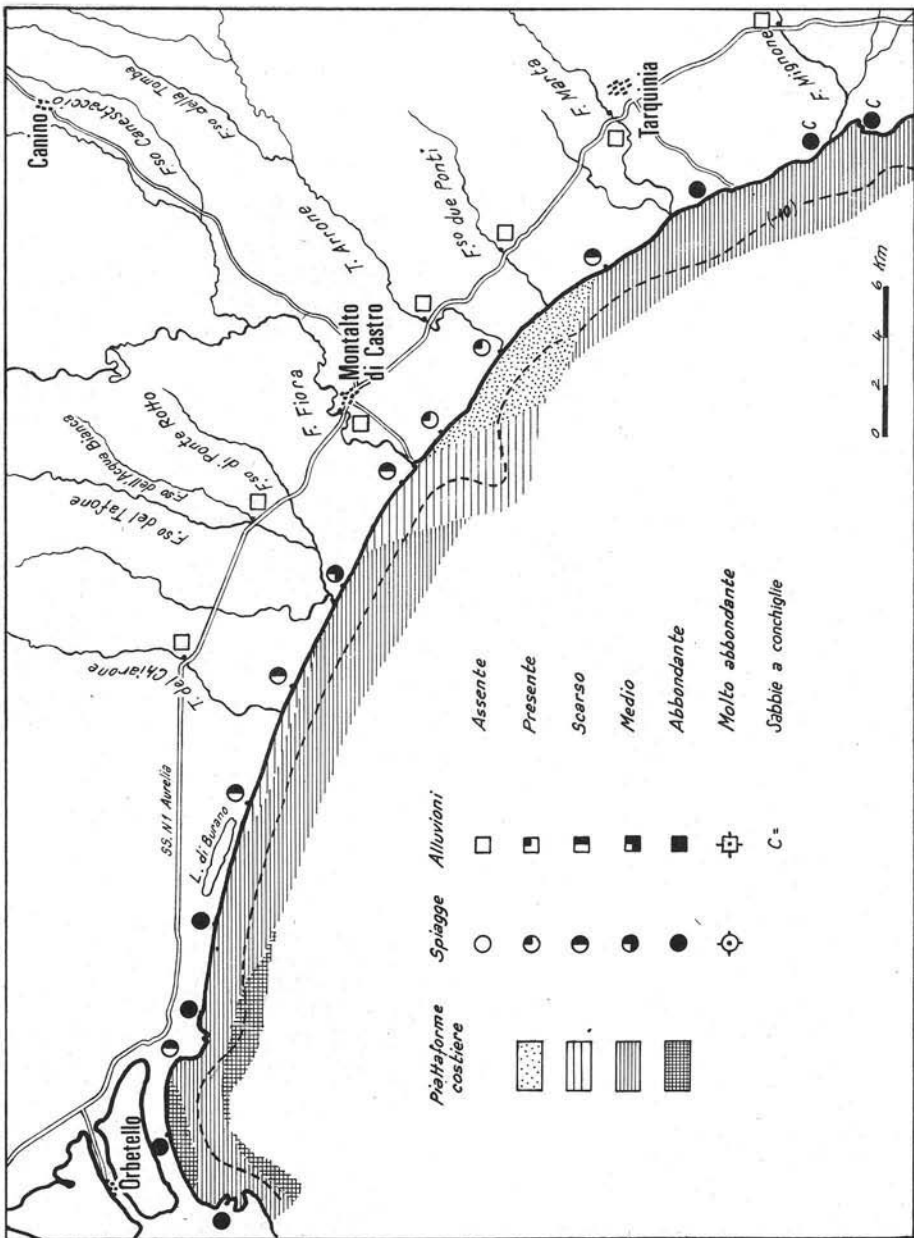 Canino
F.so Canestraccio
F.so della Tomba
T. Arrone
F.so due Ponti
F. Marta
Tarquinia
F. Mignone
C
C
F. Fiora
Montalto
di Castro
F.so di Ponte Rotto
F.so dell'Acqua Bianca
F.so del Tafone
T. del Chiarone
SS. N1 Aurelia
L. di Burano
Orbetello
(-10)
0 2 4 6 Km
Piattaforme costiere
Spiagge
Alluvioni
Assente
Presente
Scarso
Medio
Abbondante
Molto abbondante
C= Sabbie a conchiglie